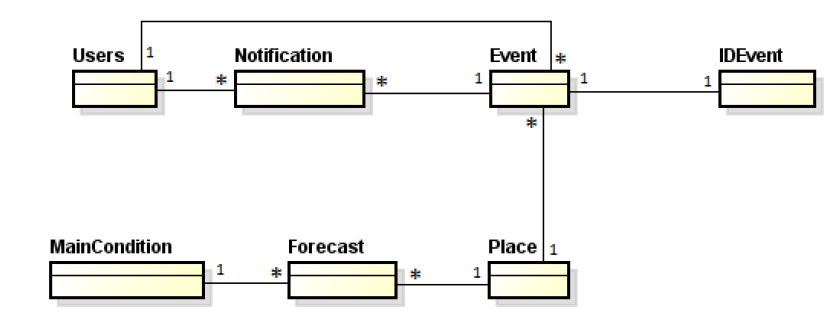 Users 1 Notification Event * IDEvent
1 * * 1 1 1
*
MainCondition Forecast Place 1
1 * * 1